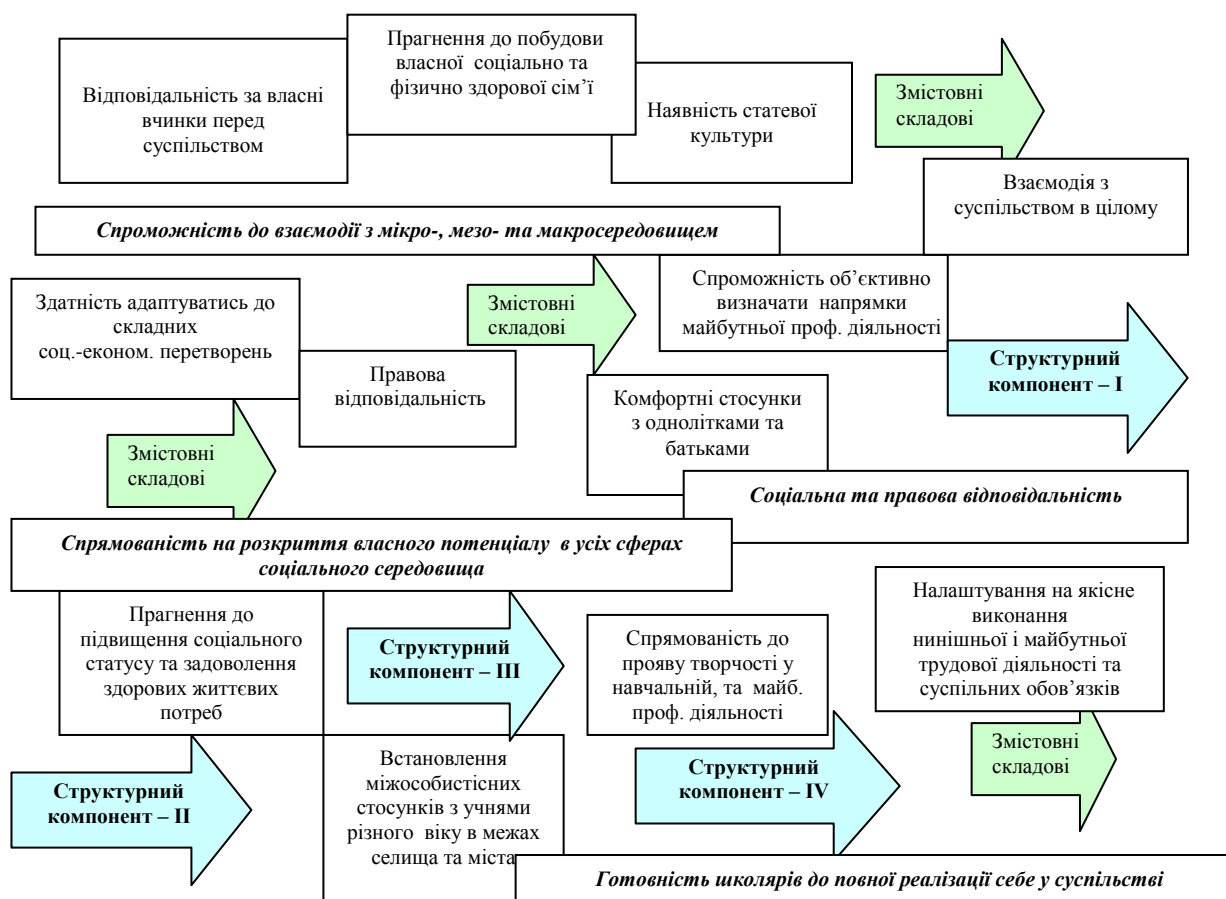 Прагнення до побудови
власної соціально та
фізично здорової сім’ї
Відповідальність за власні
вчинки перед
суспільством
Наявність статевої
культури
Змістовні
складові
Взаємодія з
суспільством в цілому
Спроможність до взаємодії з мікро-, мезо- та макросередовищем
Здатність адаптуватись до
складних
соц.-економ. перетворень
Змістовні
складові
Спроможність об’єктивно
визначати напрямки
майбутньої проф. діяльності
Структурний
компонент – І
Правова
відповідальність
Комфортні стосунки
з однолітками та
батьками
Змістовні
складові
Соціальна та правова відповідальність
Спрямованість на розкриття власного потенціалу в усіх сферах
соціального середовища
Прагнення до
підвищення соціального
статусу та задоволення
здорових життєвих
потреб
Структурний
компонент – ІІІ
Спрямованість до
прояву творчості у
навчальній, та майб.
проф. діяльності
Налаштування на якісне
виконання
нинішньої і майбутньої
трудової діяльності та
суспільних обов’язків
Структурний
компонент – ІІ
Встановлення
міжособистісних
стосунків з учнями
різного віку в межах
селища та міста
Структурний
компонент – ІV
Змістовні
складові
Готовність школярів до повної реалізації себе у суспільстві